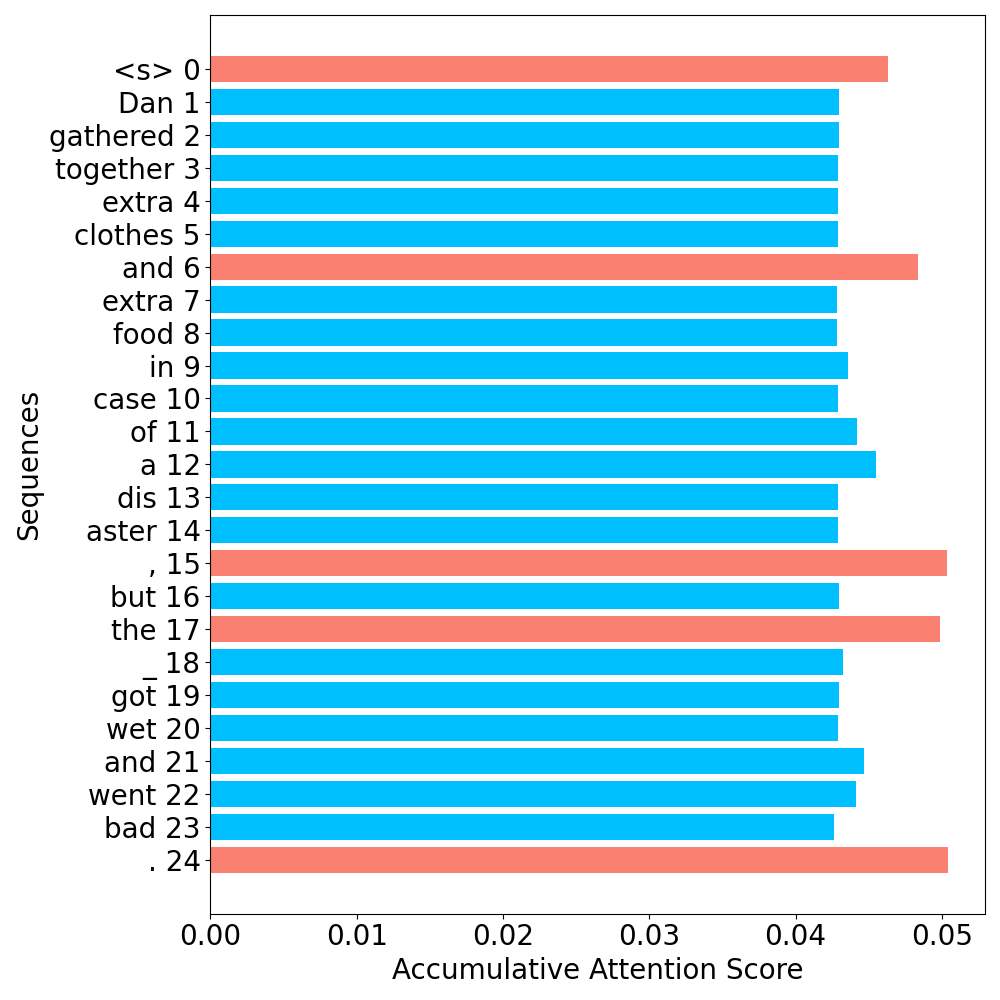 <s> 0
Dan 1
gathered 2
together 3
extra 4
clothes 5
and 6
extra 7
food 8
in 9
case 10
of 11
a 12
dis 13
aster 14
, 15
but 16
the 17
_ 18
got 19
wet 20
and 21
went 22
bad 23
. 24
Sequences
0.00 0.01 0.02 0.03 0.04 0.05
Accumulative Attention Score